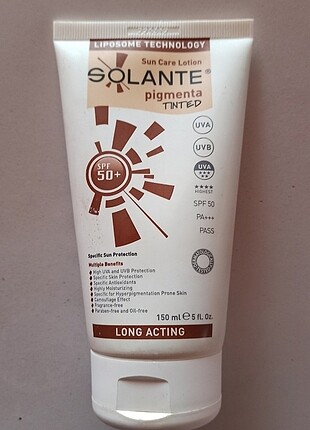 LIPOSOME TECHNOLOGY
Sun Care Lotion
SOLANTE®
pigmenta
TINTED
SPF
50+
UVA
UVB
UVA
HIGHEST
SPF 50
PA+++
PASS
Specific Sun Protection
Multiple Benefits
High UVA and UVB Protection
Specific Skin Protection
Specific Antioxidants
Highly Moisturizing
Specific for Hyperpigmentation Prone Skin
Camouflage Effect
Fragrance-free
Paraben-free and Oil-free
150 ml ℮ 5 fl. Oz.
LONG ACTING